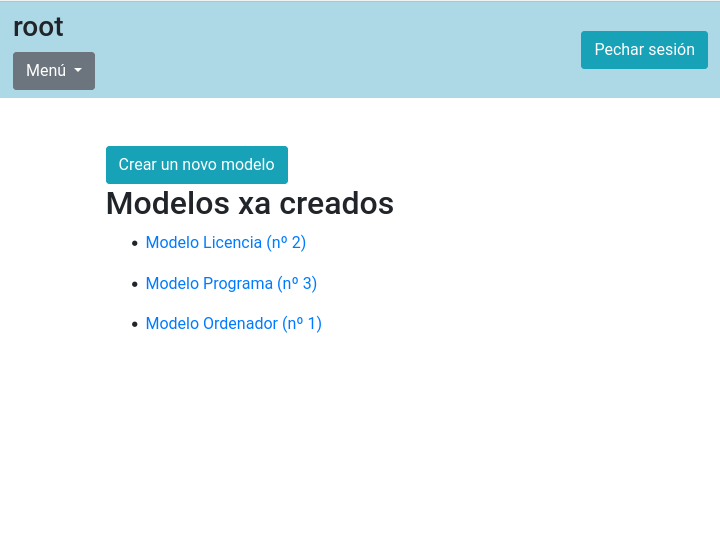 root
Menú
Pechar sesión
Crear un novo modelo
Modelos xa creados
Modelo Licencia (nº 2)
Modelo Programa (nº 3)
Modelo Ordenador (nº 1)